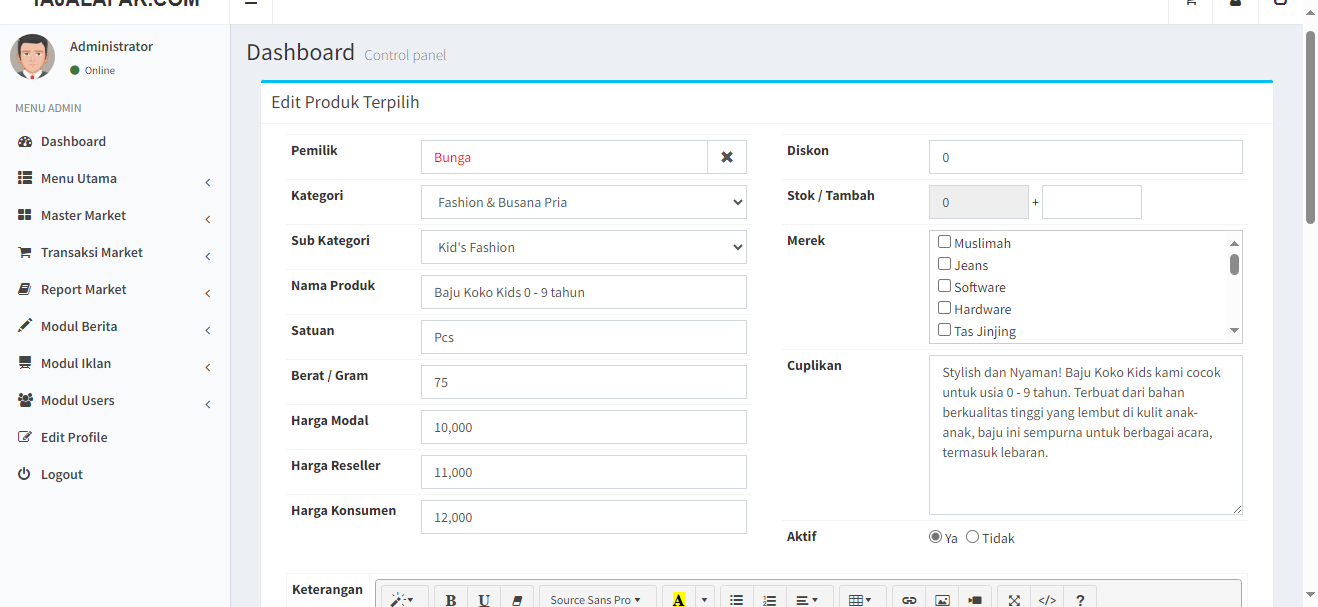 TAJALAPAK.COM
Administrator
Online
MENU ADMIN
Dashboard
Menu Utama
Master Market
Transaksi Market
Report Market
Modul Berita
Modul Iklan
Modul Users
Edit Profile
Logout
Dashboard Control panel
Edit Produk Terpilih
Pemilik
Bunga
Kategori
Fashion & Busana Pria
Sub Kategori
Kid's Fashion
Nama Produk
Baju Koko Kids 0 - 9 tahun
Satuan
Pcs
Berat / Gram
75
Harga Modal
10,000
Harga Reseller
11,000
Harga Konsumen
12,000
Diskon
0
Stok / Tambah
0 +
Merek
Muslimah
Jeans
Software
Hardware
Tas Jinjing
Cuplikan
Stylish dan Nyaman! Baju Koko Kids kami cocok
untuk usia 0 - 9 tahun. Terbuat dari bahan
berkualitas tinggi yang lembut di kulit anak-
anak, baju ini sempurna untuk berbagai acara,
termasuk lebaran.
Aktif
Ya Tidak
Keterangan
B U Source Sans Pro A </> ?